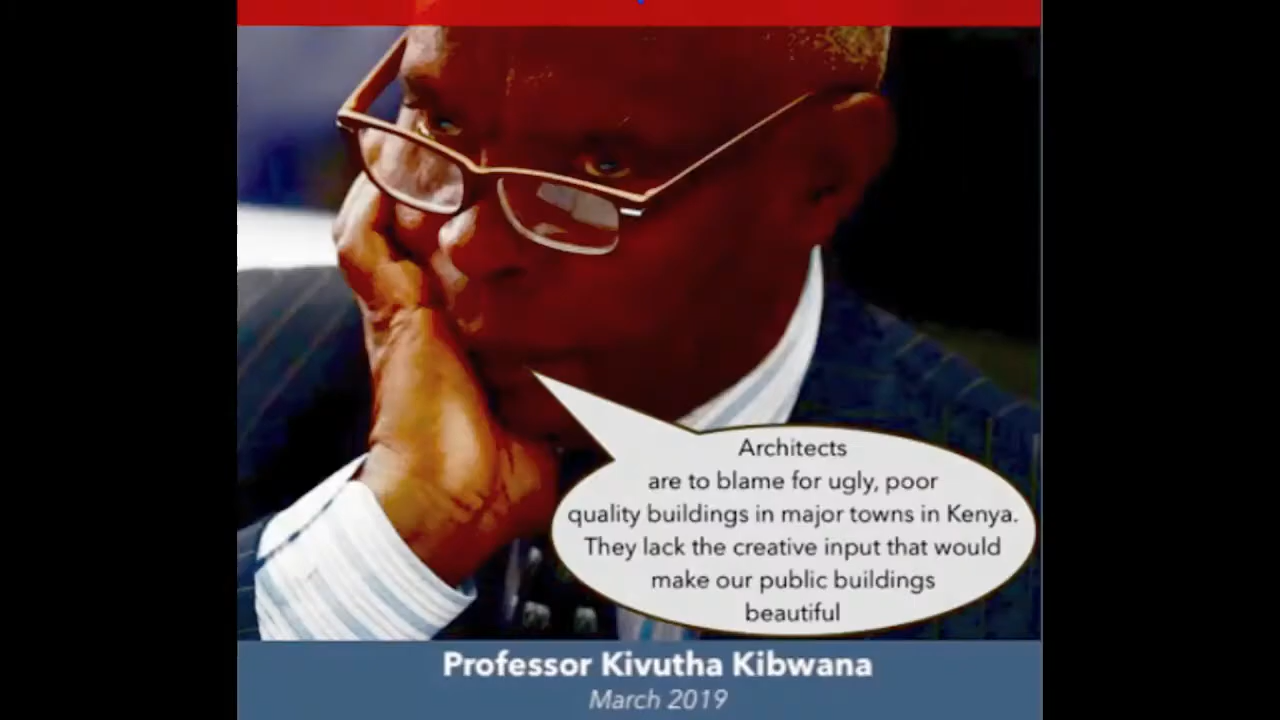 Architects
are to blame for ugly, poor
quality buildings in major towns in Kenya.
They lack the creative input that would
make our public buildings
beautiful
Professor Kivutha Kibwana
March 2019